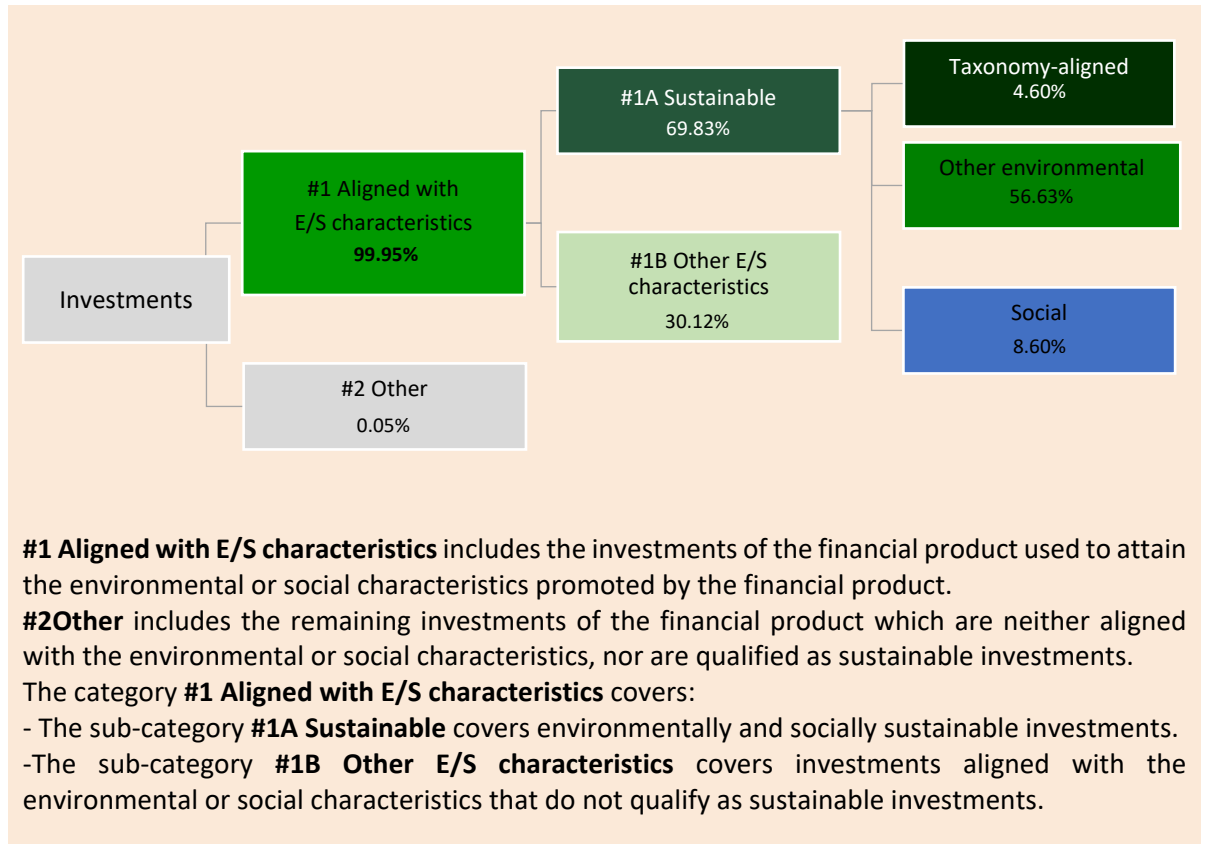 Investments
#1 Aligned with
E/S characteristics
99.95%
#2 Other
0.05%
#1A Sustainable
69.83%
#1B Other E/S
characteristics
30.12%
Taxonomy-aligned
4.60%
Other environmental
56.63%
Social
8.60%
#1 Aligned with E/S characteristics includes the investments of the financial product used to attain
the environmental or social characteristics promoted by the financial product.
#2Other includes the remaining investments of the financial product which are neither aligned
with the environmental or social characteristics, nor are qualified as sustainable investments.
The category #1 Aligned with E/S characteristics covers:
- The sub-category #1A Sustainable covers environmentally and socially sustainable investments.
-The sub-category #1B Other E/S characteristics covers investments aligned with the
environmental or social characteristics that do not qualify as sustainable investments.